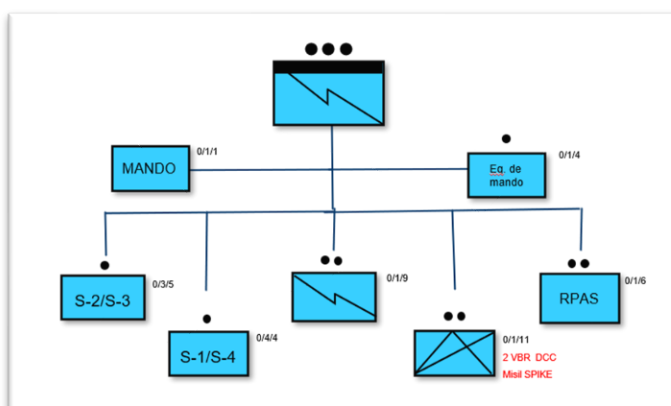 MANDO
0/1/1
Eq. de
mando
0/1/4
S-2/S-3
0/3/5
S-1/S-4
0/4/4
0/1/9
0/1/11
2 VBR DCC
Misil SPIKE
RPAS
0/1/6